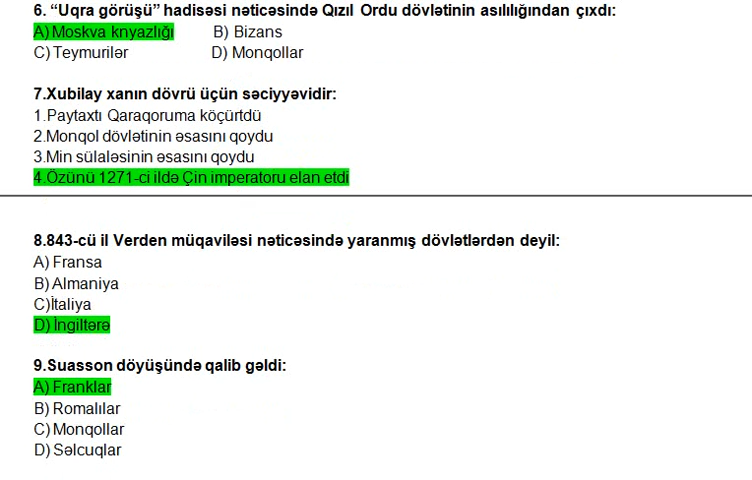 6. “Uqra görüşü” hadisəsi nəticəsində Qızıl Ordu dövlətinin asılılığından çıxdı:
A) Moskva knyazlığı B) Bizans
C) Teymurilər D) Monqollar
7.Xubilay xanın dövrü üçün səciyyəvidir:
1.Paytaxtı Qaraqoruma köçürtdü
2.Monqol dövlətinin əsasını qoydu
3.Min sülaləsinin əsasını qoydu
4.Özünü 1271-ci ildə Çin imperatoru elan etdi
8.843-cü il Verden müqaviləsi nəticəsində yaranmış dövlətlərdən deyil:
A) Fransa
B) Almaniya
C)İtaliya
D) İngiltərə
9.Suasson döyüşündə qalib gəldi:
A) Franklar
B) Romalılar
C) Monqollar
D) Səlcuqlar